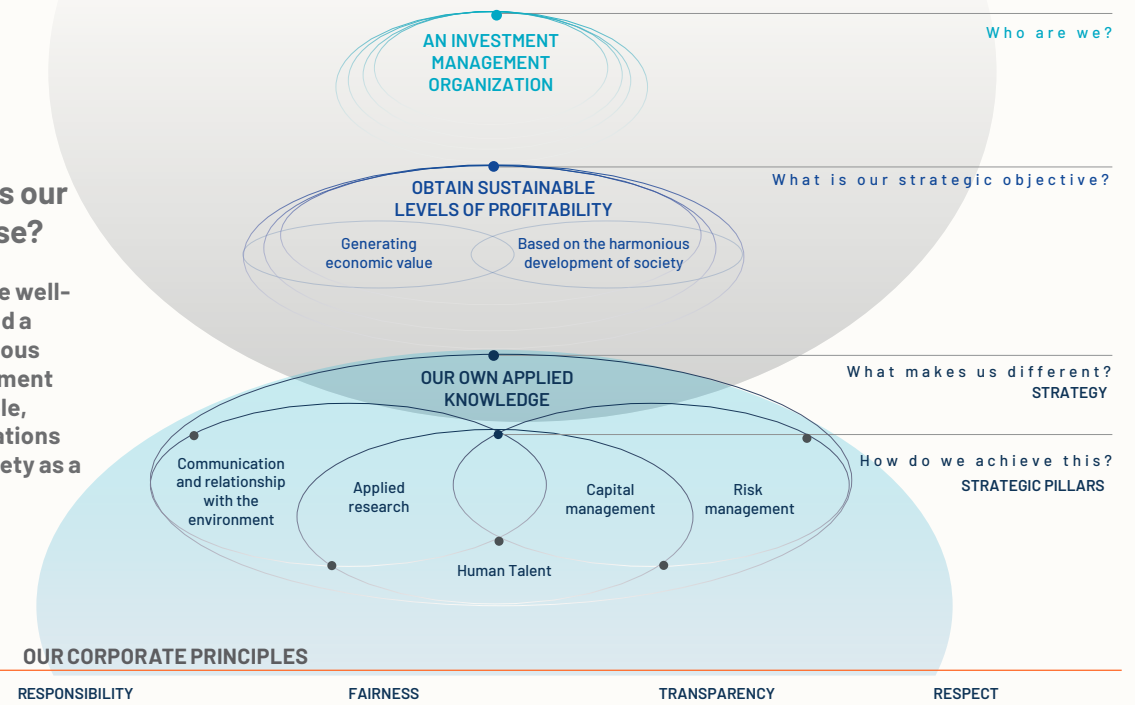 Who are we?
AN INVESTMENT
MANAGEMENT
ORGANIZATION
What is our strategic objective?
OBTAIN SUSTAINABLE
LEVELS OF PROFITABILITY
Generating
economic value
Based on the harmonious
development of society
s our
se?
e well-
d a
ous
ment
le,
ations
ety as a
What makes us different?
STRATEGY
OUR OWN APPLIED
KNOWLEDGE
How do we achieve this?
STRATEGIC PILLARS
Communication
and relationship
with the
environment
Applied
research
Capital
management
Risk
management
Human Talent
OUR CORPORATE PRINCIPLES
RESPONSIBILITY
FAIRNESS
TRANSPARENCY
RESPECT